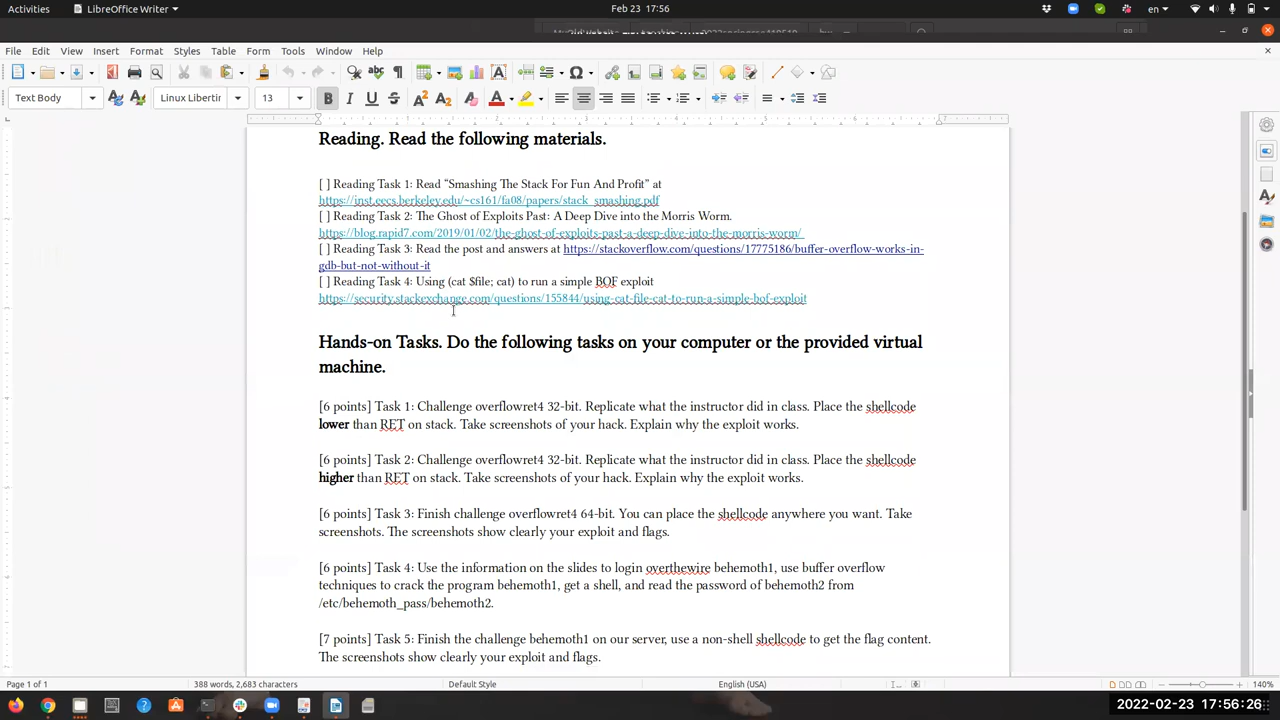 Activities
LibreOffice Writer
Feb 23 17:56
en
File Edit View Insert Format Styles Table Form Tools Window Help
Text Body
Linux Libertir
13
Reading. Read the following materials.
[ ] Reading Task 1: Read “Smashing The Stack For Fun And Profit” at
https://inst.eecs.berkeley.edu/~cs161/fa08/papers/stack_smashing.pdf
[ ] Reading Task 2: The Ghost of Exploits Past: A Deep Dive into the Morris Worm.
https://blog.rapid7.com/2019/01/02/the-ghost-of-exploits-past-a-deep-dive-into-the-morris-worm/
[ ] Reading Task 3: Read the post and answers at https://stackoverflow.com/questions/17775186/buffer-overflow-works-in-
gdb-but-not-without-it
[ ] Reading Task 4: Using (cat $file; cat) to run a simple BOF exploit
https://security.stackexchange.com/questions/155844/using-cat-file-cat-to-run-a-simple-bof-exploit
Hands-on Tasks. Do the following tasks on your computer or the provided virtual
machine.
[6 points] Task 1: Challenge overflowret4 32-bit. Replicate what the instructor did in class. Place the shellcode
lower than RET on stack. Take screenshots of your hack. Explain why the exploit works.
[6 points] Task 2: Challenge overflowret4 32-bit. Replicate what the instructor did in class. Place the shellcode
higher than RET on stack. Take screenshots of your hack. Explain why the exploit works.
[6 points] Task 3: Finish challenge overflowret4 64-bit. You can place the shellcode anywhere you want. Take
screenshots. The screenshots show clearly your exploit and flags.
[6 points] Task 4: Use the information on the slides to login overthewire behemoth1, use buffer overflow
techniques to crack the program behemoth1, get a shell, and read the password of behemoth2 from
/etc/behemoth_pass/behemoth2.
[7 points] Task 5: Finish the challenge behemoth1 on our server, use a non-shell shellcode to get the flag content.
The screenshots show clearly your exploit and flags.
Page 1 of 1
388 words, 2,683 characters
Default Style
English (USA)
140%
2022-02-23 17:56:26